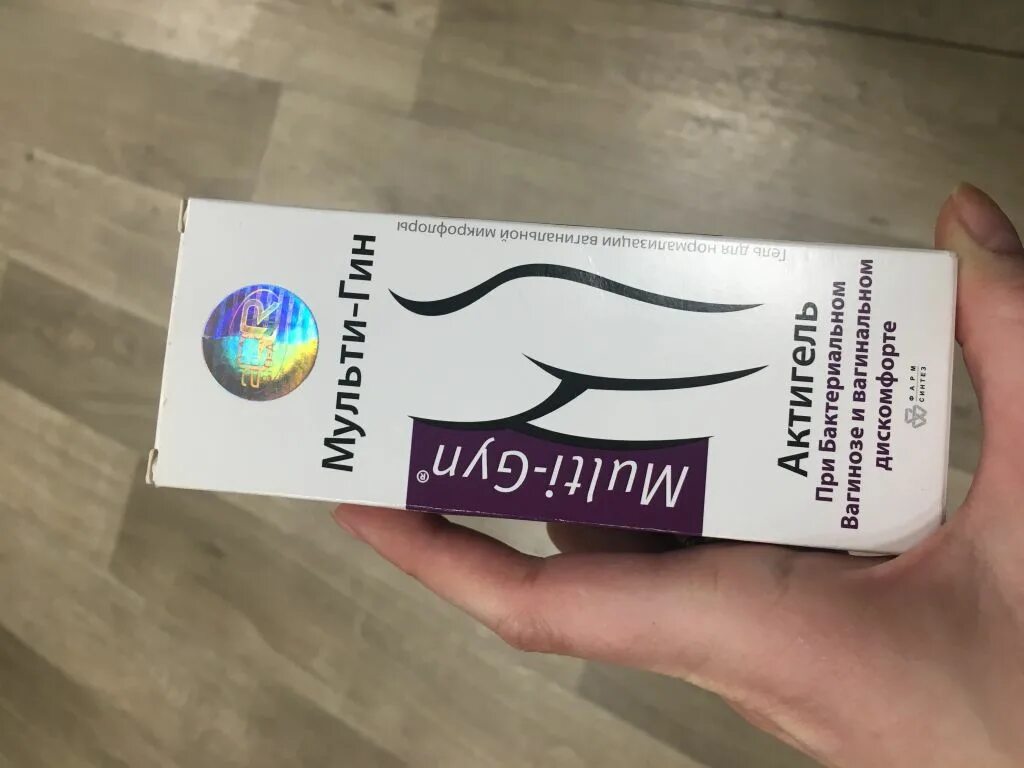 Мульти-Гин
Гель для нормализации вагинальной микрофлоры
Multi-Gyn®
Актигель
При Бактериальном
Вагинозе и вагинальном
дискомфорте
ФАРМ
СИНТЕЗ